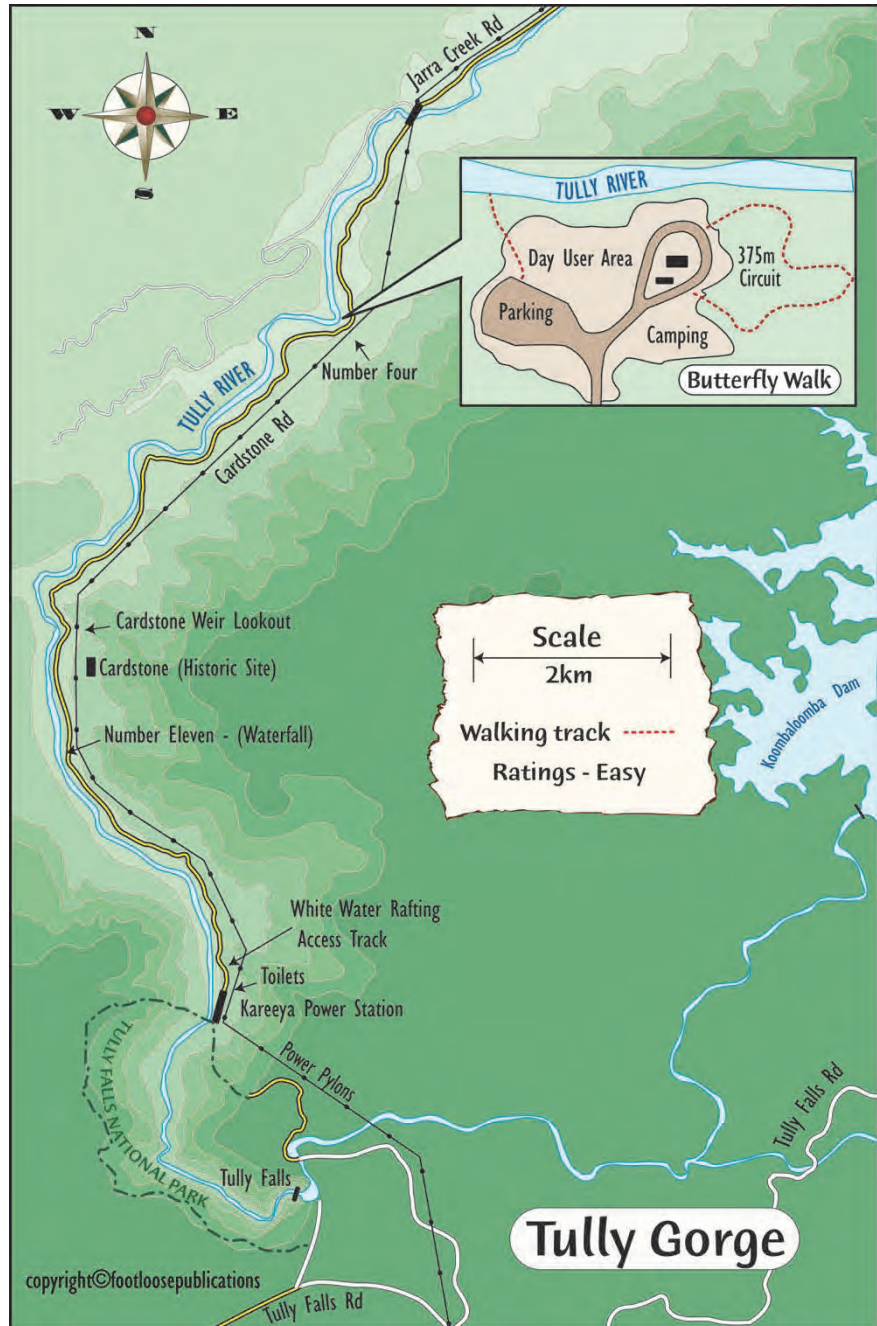 N
W
E
S
Jarra Creek Rd
TULLY RIVER
Day User Area
375m
Circuit
Parking
Camping
Butterfly Walk
Number Four
TULLY RIVER
Cardstone Rd
Cardstone Weir Lookout
Cardstone (Historic Site)
Number Eleven - (Waterfall)
Scale
2km
Walking track
Ratings - Easy
Koombaloomba Dam
White Water Rafting
Access Track
Toilets
Kareeya Power Station
Power Pylons
TULLY FALLS NATIONAL PARK
Tully Falls Rd
Tully Falls
Tully Gorge
copyright©footloosepublications
Tully Falls Rd